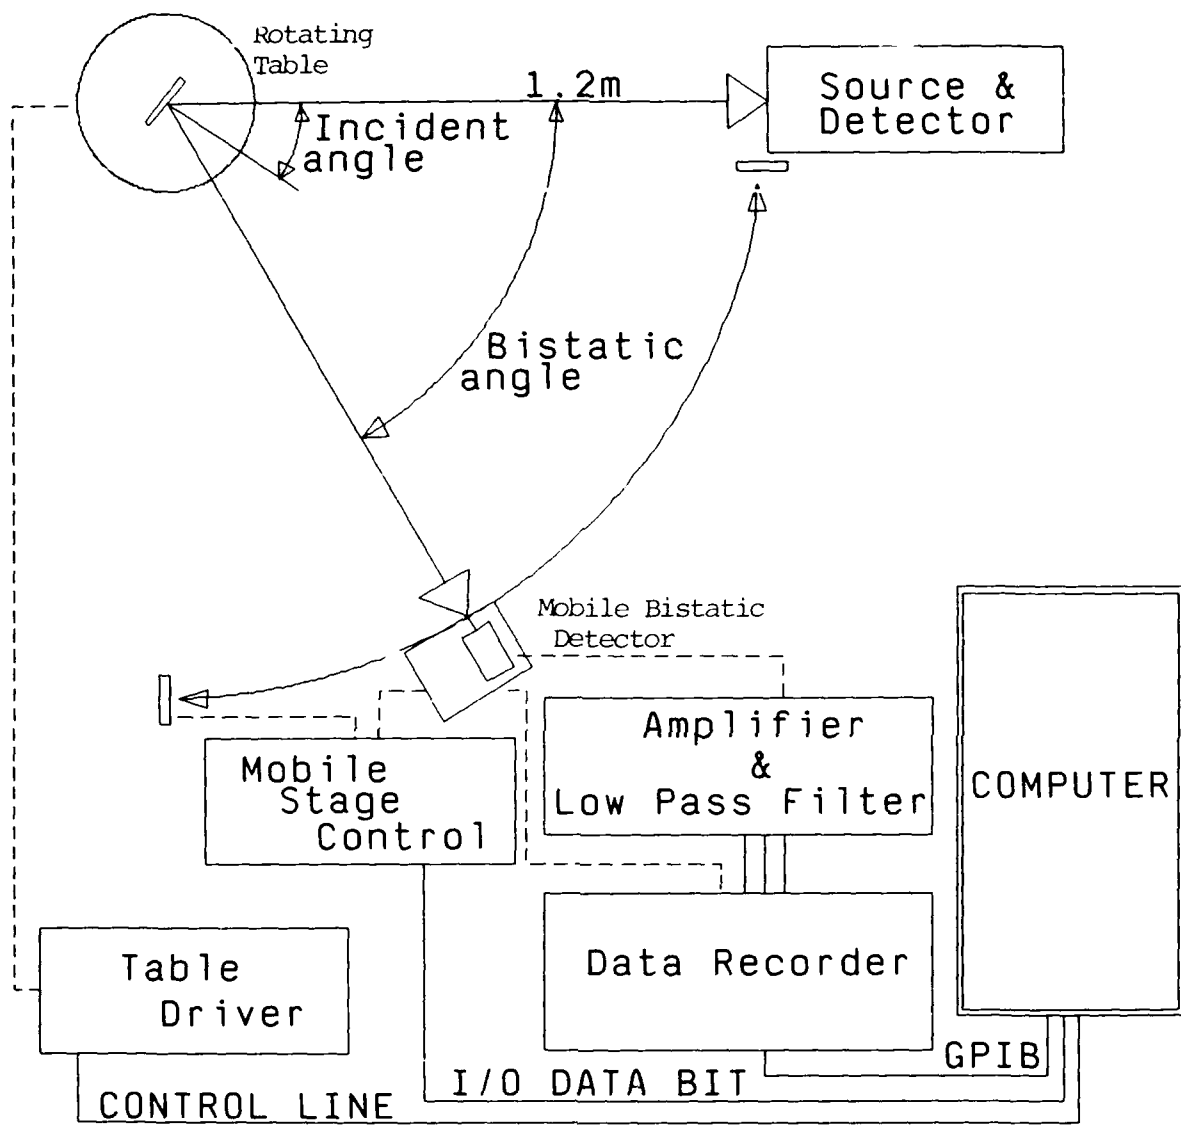 Rotating
Table
1.2m
Source &
Detector
Incident
angle
Bistatic
angle
Mobile Bistatic
Detector
Amplifier
&
Low Pass Filter
Mobile
Stage
Control
COMPUTER
Data Recorder
Table
Driver
GPIB
I/O DATA BIT
CONTROL LINE